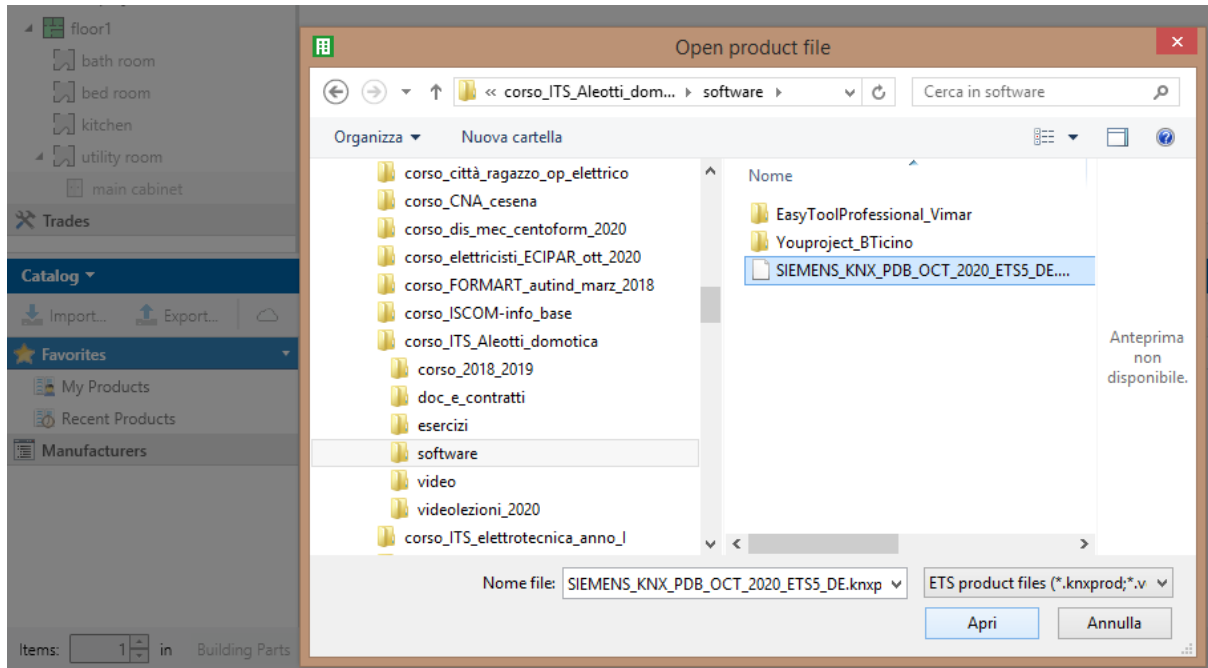 floor1
bath room
bed room
kitchen
utility room
main cabinet
Trades
Catalog
Import... Export...
Favorites
My Products
Recent Products
Manufacturers
Items: 1 in Building Parts
Open product file
« corso_ITS_Aleotti_dom... software
Cerca in software
Organizza Nuova cartella
corso_città_ragazzo_op_elettrico
corso_CNA_cesena
corso_dis_mec_centoform_2020
corso_elettricisti_ECIPAR_ott_2020
corso_FORMART_autind_marz_2018
corso_ISCOM-info_base
corso_ITS_Aleotti_domotica
corso_2018_2019
doc_e_contratti
esercizi
software
video
videolezioni_2020
corso_ITS_elettrotecnica_anno_I
Nome
EasyToolProfessional_Vimar
Youproject_BTicino
SIEMENS_KNX_PDB_OCT_2020_ETS5_DE....
Anteprima
non
disponibile.
Nome file: SIEMENS_KNX_PDB_OCT_2020_ETS5_DE.knxp
ETS product files (*.knxprod;*.v
Apri Annulla